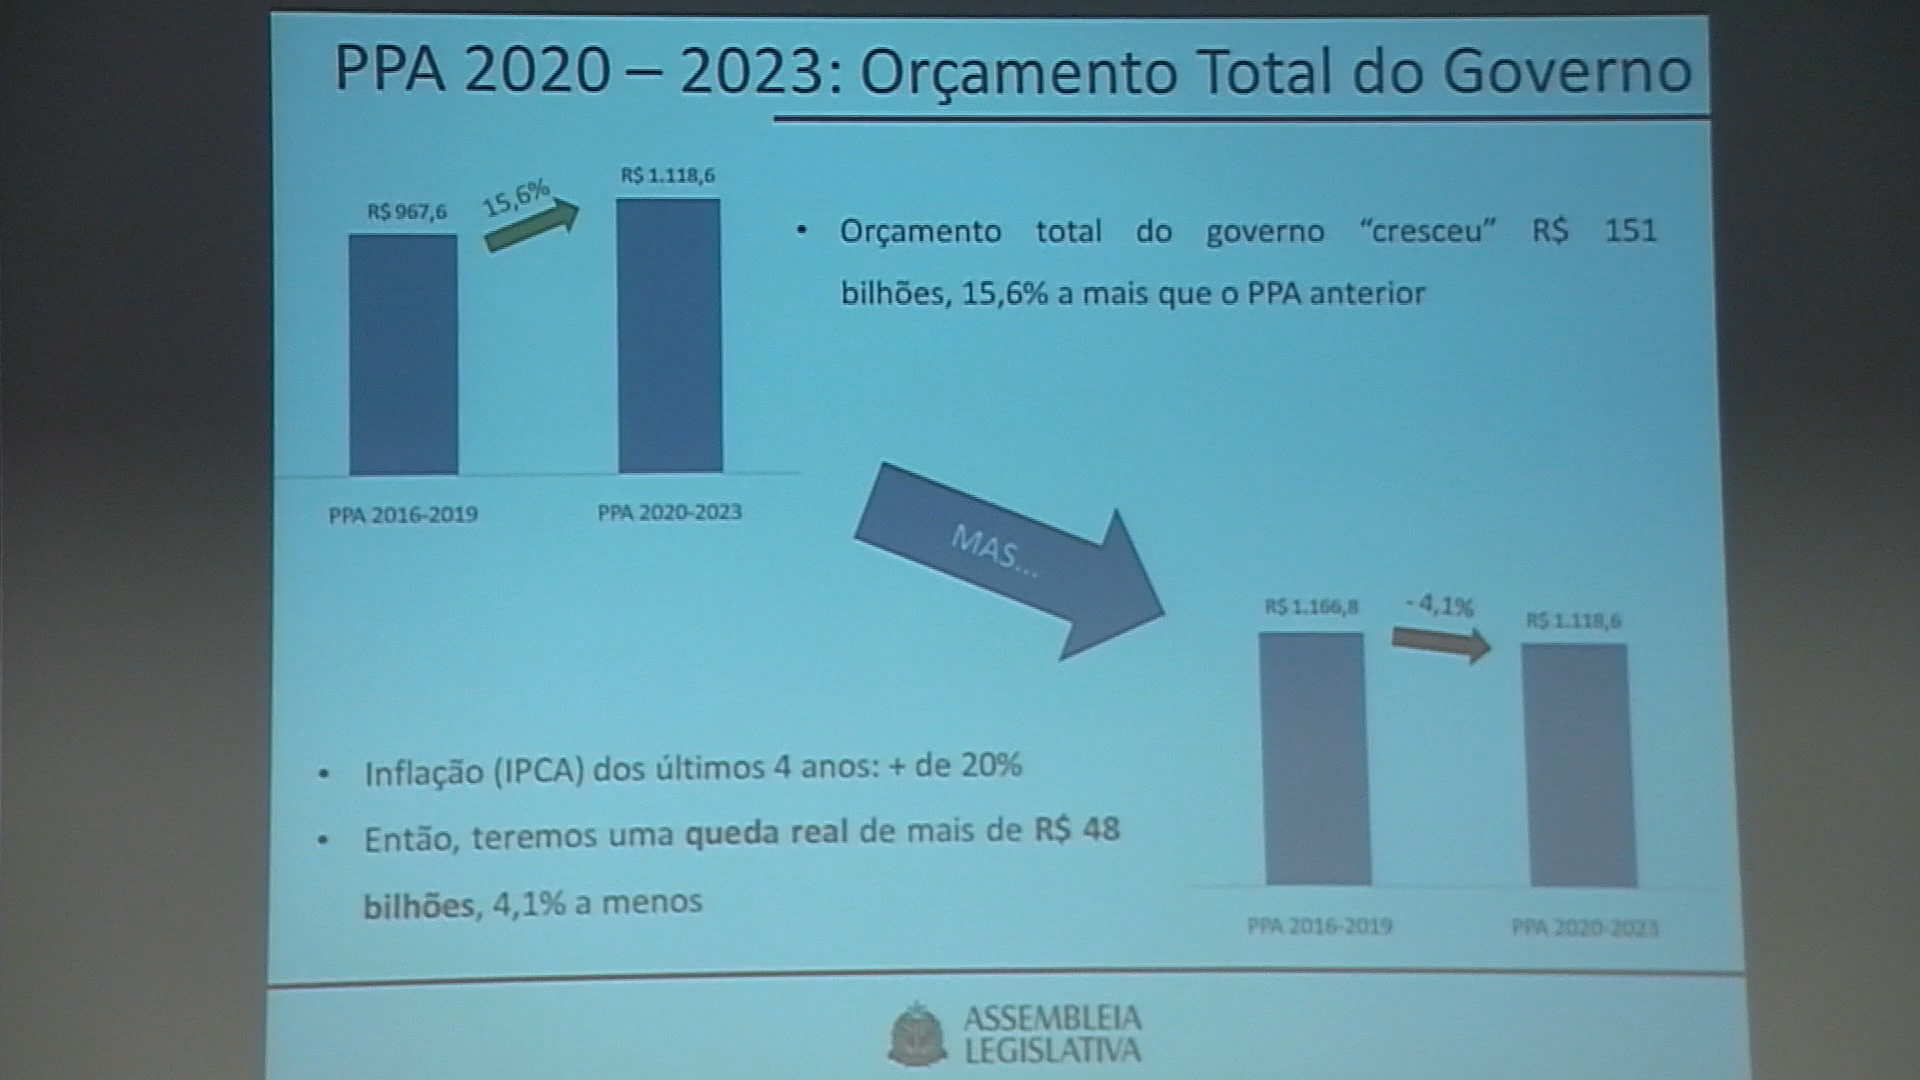 PPA 2020 – 2023: Orçamento Total do Governo
R$ 967,6
15,6%
R$ 1.118,6
PPA 2016-2019
PPA 2020-2023
• Orçamento total do governo “cresceu” R$ 151
bilhões, 15,6% a mais que o PPA anterior
MAS...
R$ 1.166,8
- 4,1%
R$ 1.118,6
PPA 2016-2019
PPA 2020-2023
• Inflação (IPCA) dos últimos 4 anos: + de 20%
• Então, teremos uma queda real de mais de R$ 48
bilhões, 4,1% a menos
ASSEMBLEIA
LEGISLATIVA